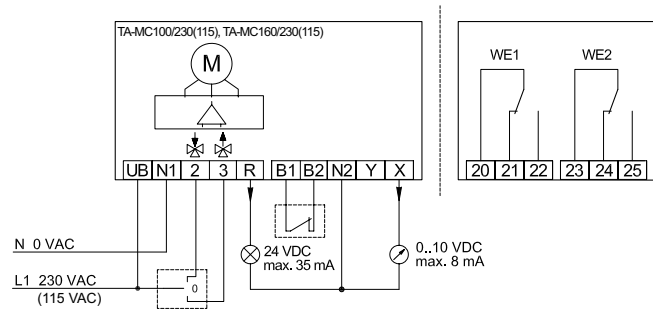 TA-MC100/230(115), TA-MC160/230(115)
M
UB N1 2 3 R B1 B2 N2 Y X
N 0 VAC
L1 230 VAC
(115 VAC)
0
24 VDC
max. 35 mA
0..10 VDC
max. 8 mA
WE1 WE2
20 21 22 23 24 25